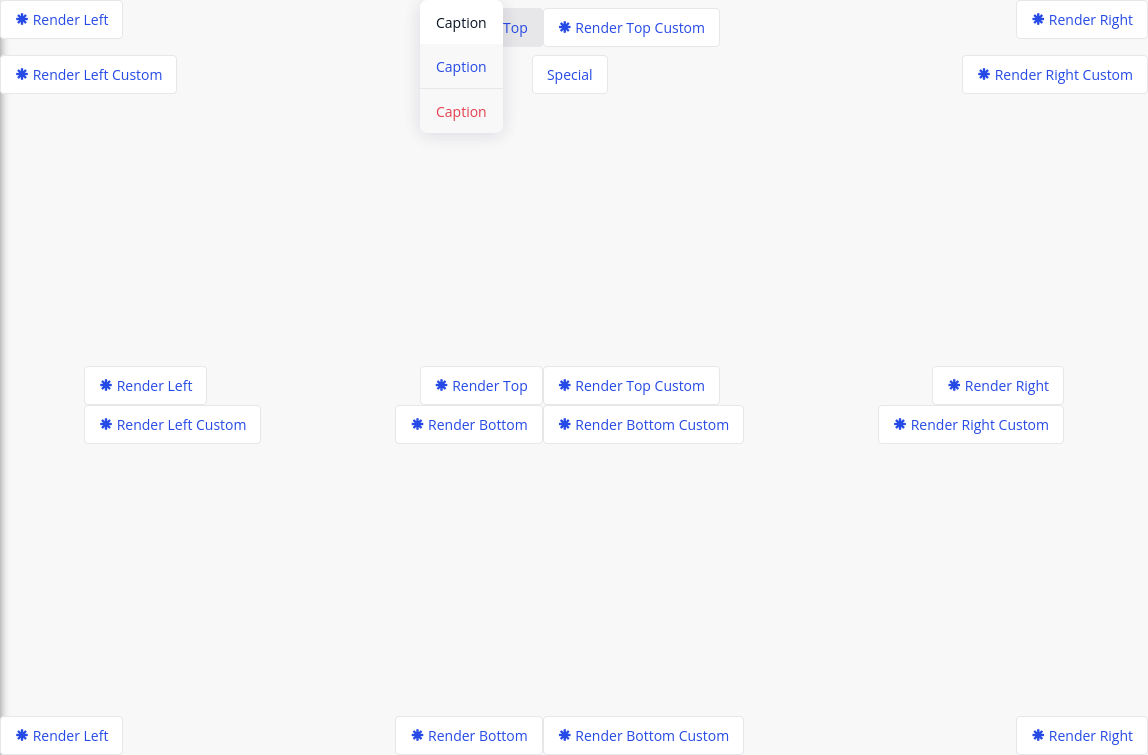 Render Left
Caption
Top
Render Top Custom
Render Right
Render Left Custom
Caption
Special
Render Right Custom
Caption
Render Left
Render Top
Render Top Custom
Render Right
Render Left Custom
Render Bottom
Render Bottom Custom
Render Right Custom
Render Left
Render Bottom
Render Bottom Custom
Render Right